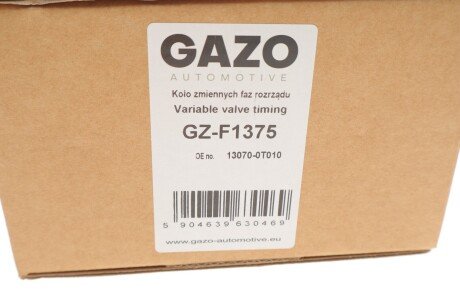 GAZO
AUTOMOTIVE
Koło zmiennych faz rozrządu
Variable valve timing
GZ-F1375
OE no. 13070-0T010
5 904639 630469
www.gazo-automotive.eu